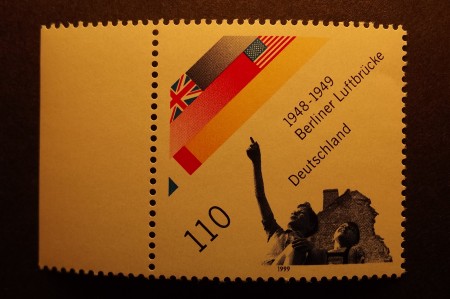 1948-1949
Berliner Luftbrücke
Deutschland
110
1999